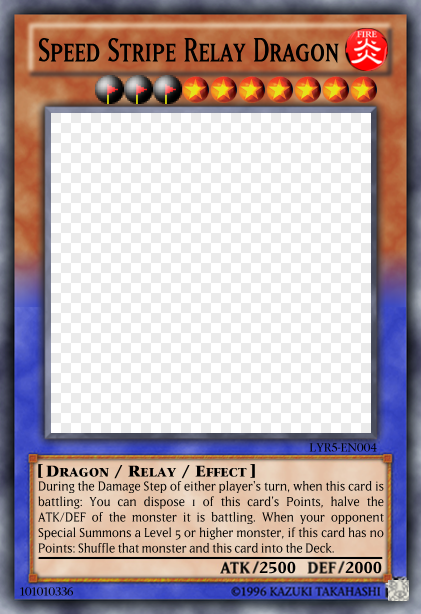 SPEED STRIPE RELAY DRAGON
FIRE
炎
LYR5-EN004
[ DRAGON / RELAY / EFFECT ]
During the Damage Step of either player's turn, when this card is
battling: You can dispose 1 of this card's Points, halve the
ATK/DEF of the monster it is battling. When your opponent
Special Summons a Level 5 or higher monster, if this card has no
Points: Shuffle that monster and this card into the Deck.
ATK/2500 DEF/2000
101010336
©1996 KAZUKI TAKAHASHI